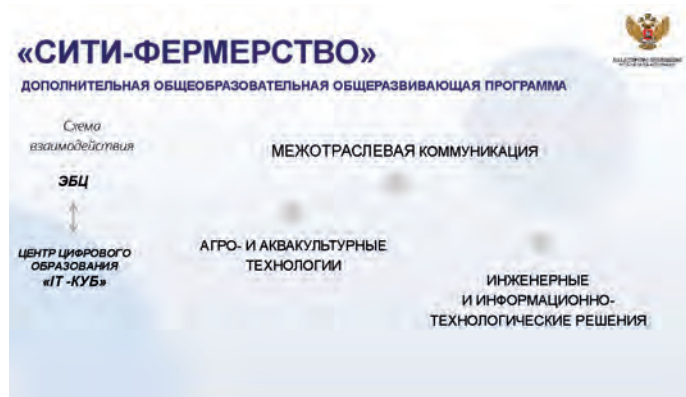 «СИТИ-ФЕРМЕРСТВО»
ДОПОЛНИТЕЛЬНАЯ ОБЩЕОБРАЗОВАТЕЛЬНАЯ ОБЩЕРАЗВИВАЮЩАЯ ПРОГРАММА
Схема
взаимодействия
ЭБЦ
ЦЕНТР ЦИФРОВОГО
ОБРАЗОВАНИЯ
«IT -КУБ»
МЕЖОТРАСЛЕВАЯ КОММУНИКАЦИЯ
АГРО- И АКВАКУЛЬТУРНЫЕ
ТЕХНОЛОГИИ
ИНЖЕНЕРНЫЕ
И ИНФОРМАЦИОННО-
ТЕХНОЛОГИЧЕСКИЕ РЕШЕНИЯ